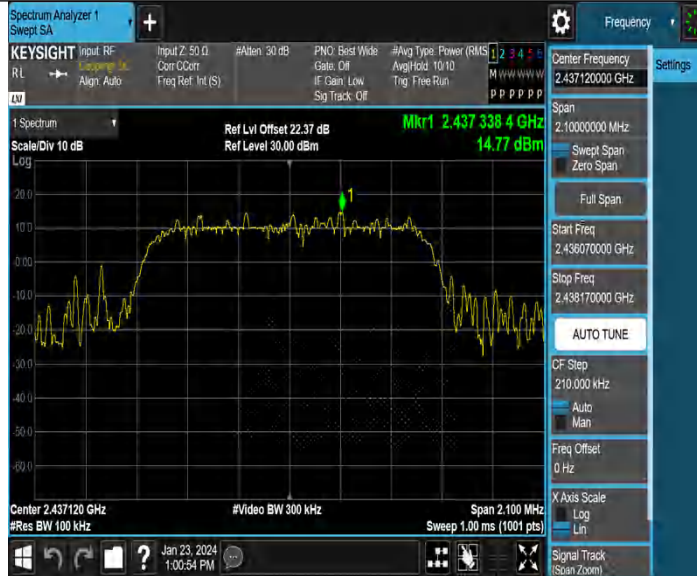 Spectrum Analyzer 1
Swept SA
+
Frequency
KEYSIGHT
Input: RF
Input Z: 50 Ω
#Atten: 30 dB
PNO: Best Wide
#Avg Type: Power (RMS
1 2 3 4 5 6
RL
Corr CCorr
Gate: Off
Avg|Hold: 10/10
M W W W W W
Align: Auto
Freq Ref: Int (S)
IF Gain: Low
Trig: Free Run
Sig Track: Off
P P P P P P
Center Frequency
2.437120000 GHz
Settings
Span
2.10000000 MHz
Swept Span
Zero Span
Full Span
Start Freq
2.436070000 GHz
Stop Freq
2.438170000 GHz
AUTO TUNE
CF Step
210.000 kHz
Auto
Man
Freq Offset
0 Hz
X Axis Scale
Log
Lin
Signal Track
(Span Zoom)
1 Spectrum
Ref Lvl Offset 22.37 dB
Mkr1 2.437 338 4 GHz
Scale/Div 10 dB
Ref Level 30.00 dBm
14.77 dBm
Log
1
20.0
10.0
0.00
-10.0
-20.0
-30.0
-40.0
-50.0
-60.0
Center 2.437120 GHz
#Video BW 300 kHz
Span 2.100 MHz
#Res BW 100 kHz
Sweep 1.00 ms (1001 pts)
?
Jan 23, 2024
1:00:54 PM